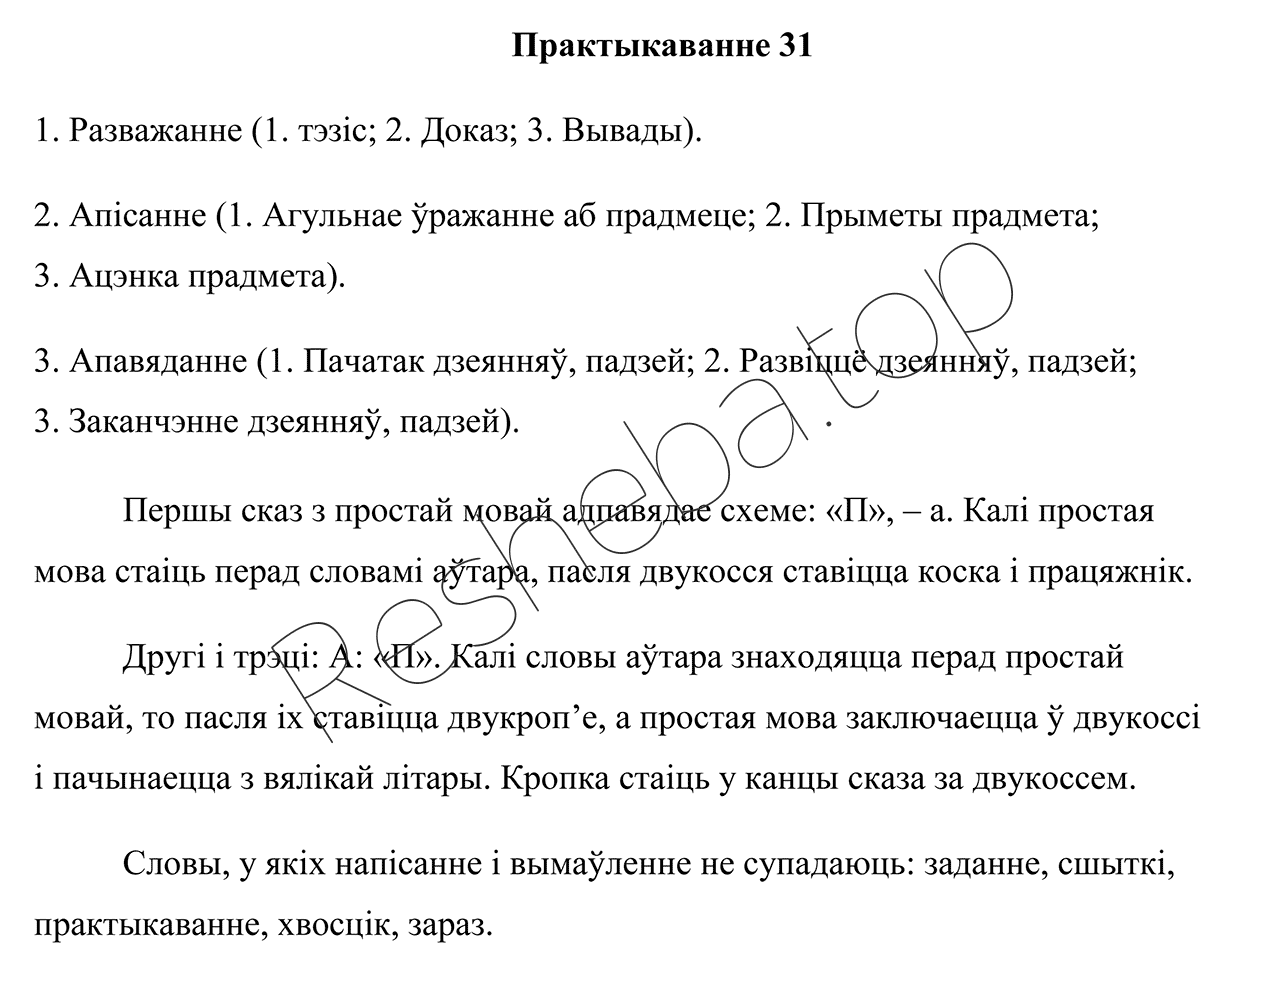 Практыкаванне 31
1. Разважанне (1. тэзіс; 2. Доказ; 3. Вывады).
2. Апісанне (1. Агульнае ўражанне аб прадмеце; 2. Прыметы прадмета;
3. Ацэнка прадмета).
3. Апавяданне (1. Пачатак дзеянняў, падзей; 2. Развіццё дзеянняў, падзей;
3. Заканчэнне дзеянняў, падзей).
Першы сказ з простай мовай адпавядае схеме: «П», – а. Калі простая
мова стаіць перад словамі аўтара, пасля двукосся ставіцца коска і працяжнік.
Другі і трэці: А: «П». Калі словы аўтара знаходяцца перад простай
мовай, то пасля іх ставіцца двукроп’е, а простая мова заключаецца ў двукоссі
і пачынаецца з вялікай літары. Кропка стаіць у канцы сказа за двукоссем.
Словы, у якіх напісанне і вымаўленне не супадаюць: заданне, сшыткі,
практыкаванне, хвосцік, зараз.
Resheba.top